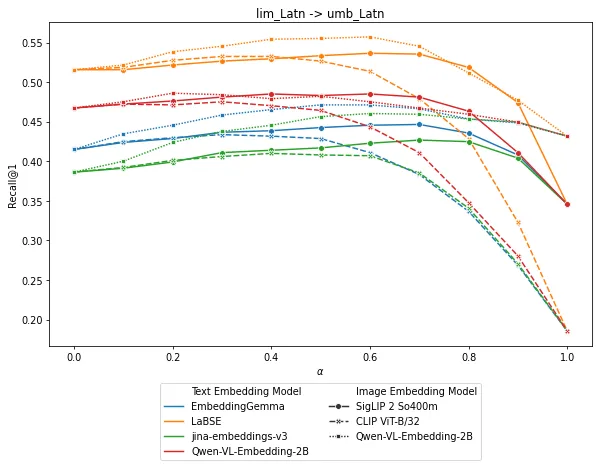 lim_Latn -> umb_Latn
Recall@1
0.55
0.50
0.45
0.40
0.35
0.30
0.25
0.20
0.0 0.2 0.4 0.6 0.8 1.0
α
Text Embedding Model Image Embedding Model
EmbeddingGemma SigLIP 2 So400m
LaBSE CLIP ViT-B/32
jina-embeddings-v3 Qwen-VL-Embedding-2B
Qwen-VL-Embedding-2B